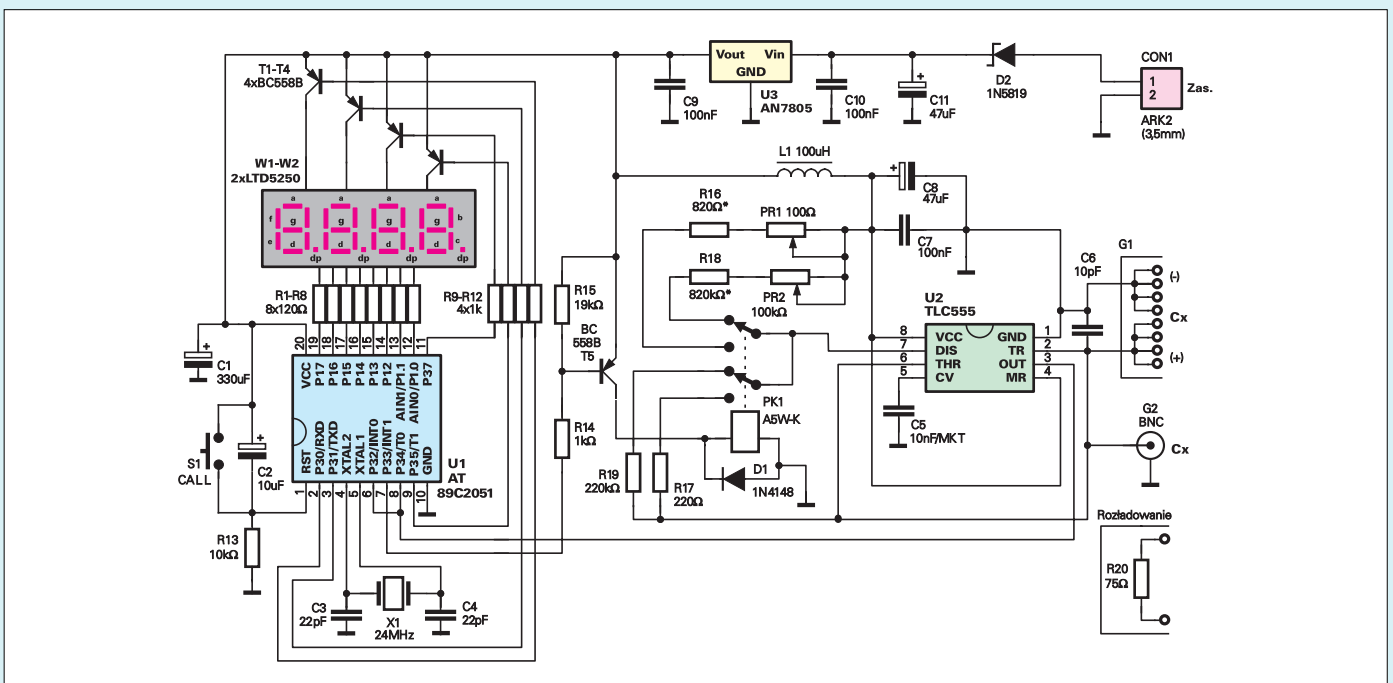 T1-T4
4xBC558B
W1-W2
2xLTD5250
a a a a
f g g g g b
e d d d d c
dp dp dp dp
R1-R8
8x120Ω
R9-R12
4x1k
C1
330uF
S1
CALL
C2
10uF
R13
10kΩ
20 19 18 17 16 15 14 13 12 11
VCC P17 P16 P15 P14 P13 P12 AIN1/P1.1 AIN0/P1.0 P37
RST P30/RXD P31/TXD XTAL2 XTAL1 P32/INT0 P33/INT1 P34/T0 P35/T1 GND
1 2 3 4 5 6 7 8 9 10
U1
AT
89C2051
C3
22pF
X1
24MHz
C4
22pF
C9
100nF
Vout Vin
GND
U3
AN7805
C10
100nF
C11
47uF
+
D2
1N5819
CON1
1
2
Zas.
ARK2
(3,5mm)
L1 100uH
C8
47uF
C7
100nF
R16
820Ω*
PR1 100Ω
R18
820kΩ*
PR2
100kΩ
R15
19kΩ
BC
558B
T5
R14
1kΩ
PK1
A5W-K
D1
1N4148
R19
220kΩ
R17
220Ω
U2
TLC555
8 VCC GND 1
7 DIS TR 2
6 THR OUT 3
5 CV MR 4
C5
10nF/MKT
C6
10pF
G1
(-)
Cx
(+)
G2
BNC
Cx
Rozładowanie
R20
75Ω